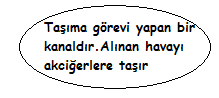 Taşıma görevi yapan bir
kanaldır.Alınan havayı
akciğerlere taşır